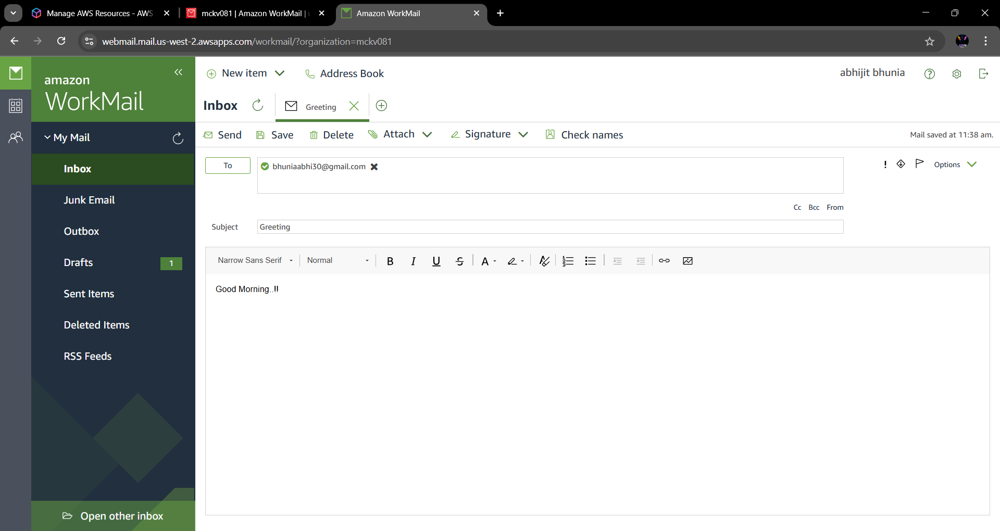 Manage AWS Resources - AWS
mckv081 | Amazon WorkMail |
Amazon WorkMail
webmail.mail.us-west-2.awsapps.com/workmail/?organization=mckv081
amazon
WorkMail
New item
Address Book
abhijit bhunia
Inbox
Greeting
My Mail
Send
Save
Delete
Attach
Signature
Check names
Mail saved at 11:38 am.
Inbox
Junk Email
Outbox
Drafts
1
Sent Items
Deleted Items
RSS Feeds
Open other inbox
To
bhuniaabhi30@gmail.com
Options
Cc Bcc From
Subject
Greeting
Narrow Sans Serif
Normal
B I U S A
Good Morning..!!